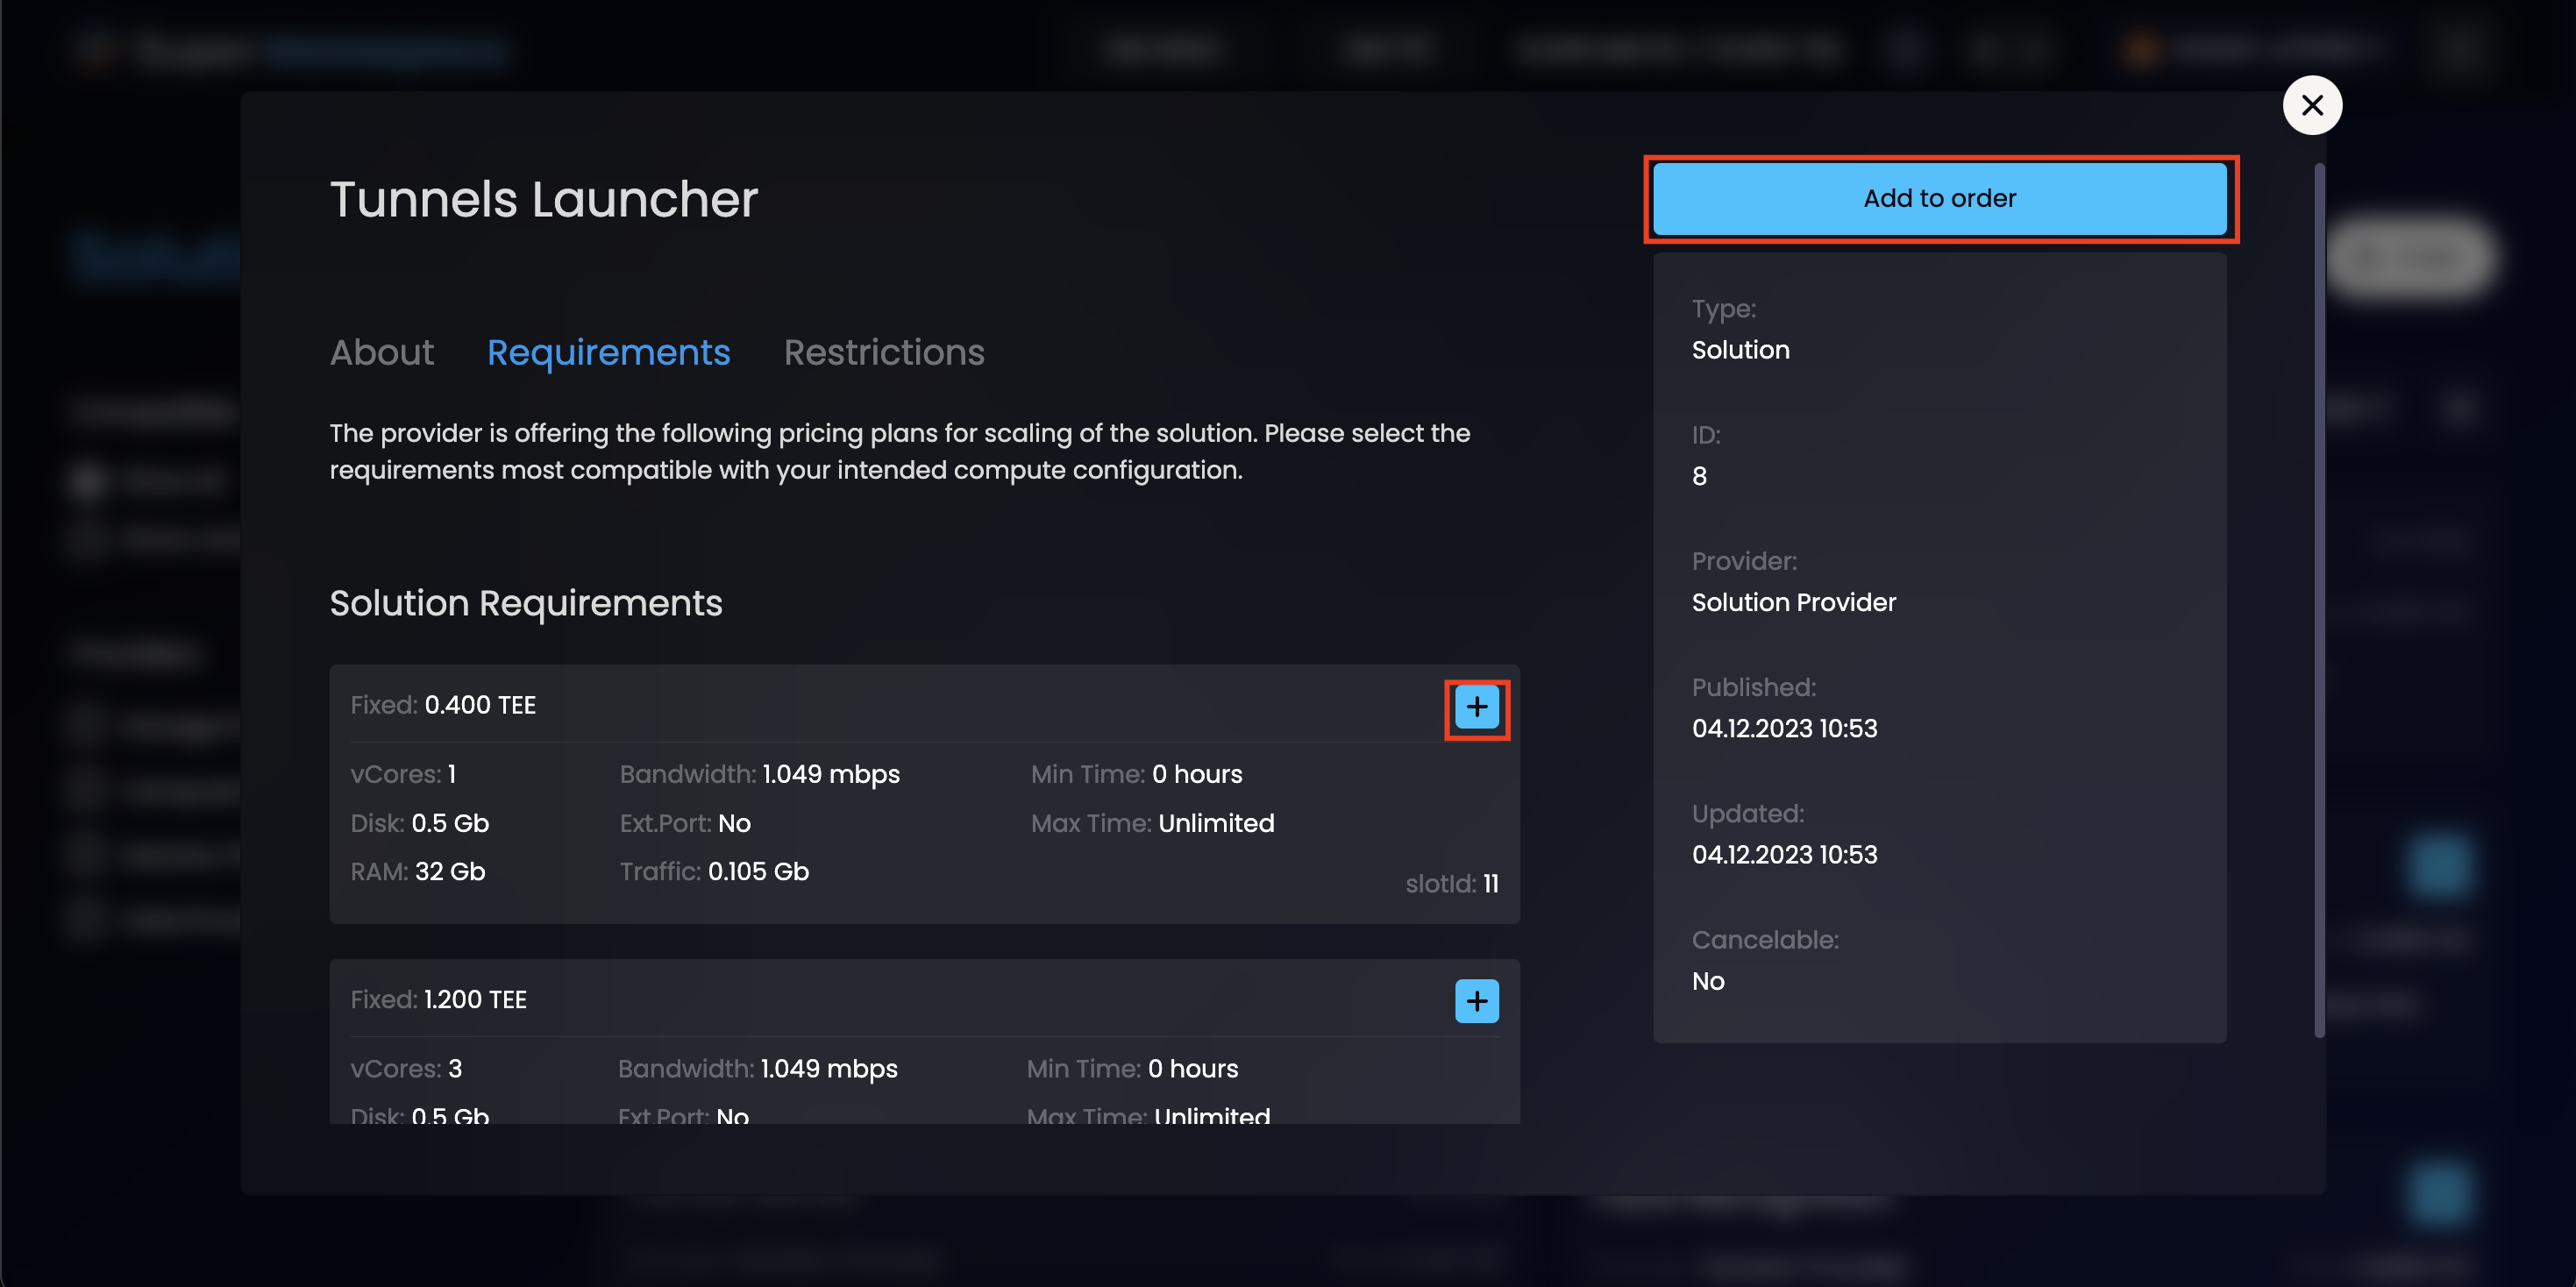 Tunnels Launcher
Add to order
About Requirements Restrictions
The provider is offering the following pricing plans for scaling of the solution. Please select the
requirements most compatible with your intended compute configuration.
Solution Requirements
Fixed: 0.400 TEE
vCores: 1 Bandwidth: 1.049 mbps Min Time: 0 hours
Disk: 0.5 Gb Ext.Port: No Max Time: Unlimited
RAM: 32 Gb Traffic: 0.105 Gb
slotId: 11
Fixed: 1.200 TEE
vCores: 3 Bandwidth: 1.049 mbps Min Time: 0 hours
Disk: 0.5 Gb Ext.Port: No Max Time: Unlimited
Type:
Solution
ID:
8
Provider:
Solution Provider
Published:
04.12.2023 10:53
Updated:
04.12.2023 10:53
Cancelable:
No